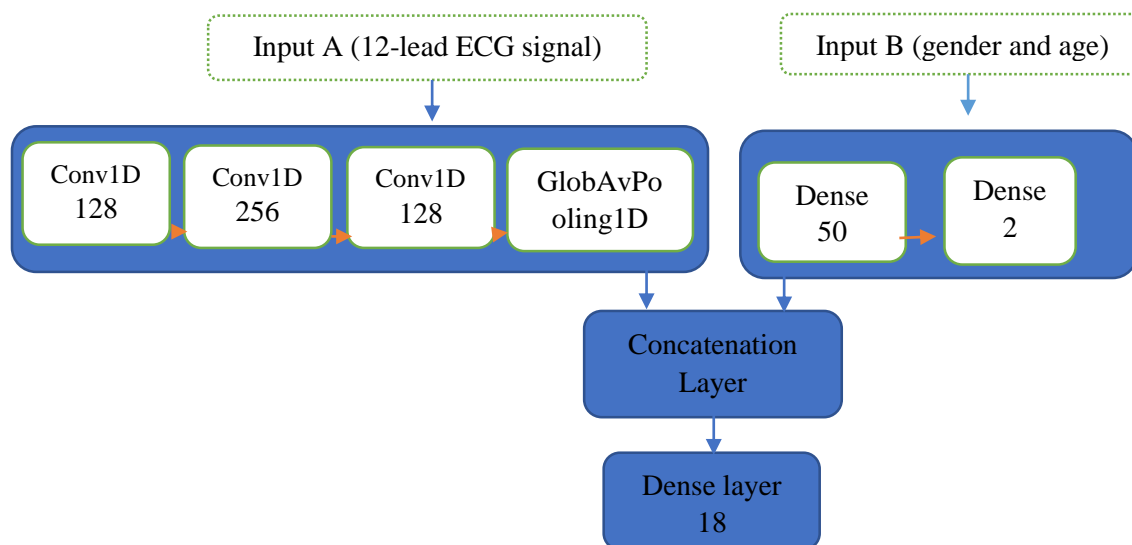 Input A (12-lead ECG signal)
Input B (gender and age)
Conv1D
128
Conv1D
256
Conv1D
128
GlobAvPo
oling1D
Dense
50
Dense
2
Concatenation
Layer
Dense layer
18